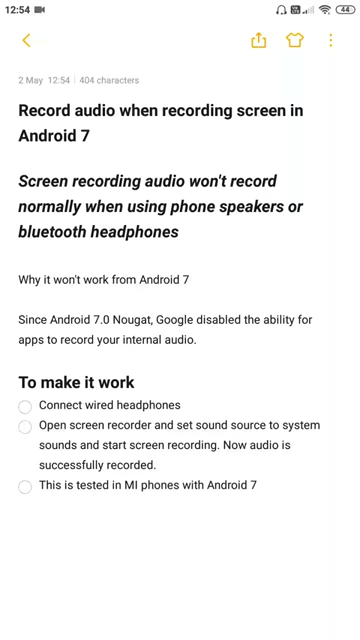 12:54
44
2 May 12:54 | 404 characters
Record audio when recording screen in
Android 7
Screen recording audio won't record
normally when using phone speakers or
bluetooth headphones
Why it won't work from Android 7
Since Android 7.0 Nougat, Google disabled the ability for
apps to record your internal audio.
To make it work
Connect wired headphones
Open screen recorder and set sound source to system
sounds and start screen recording. Now audio is
successfully recorded.
This is tested in MI phones with Android 7